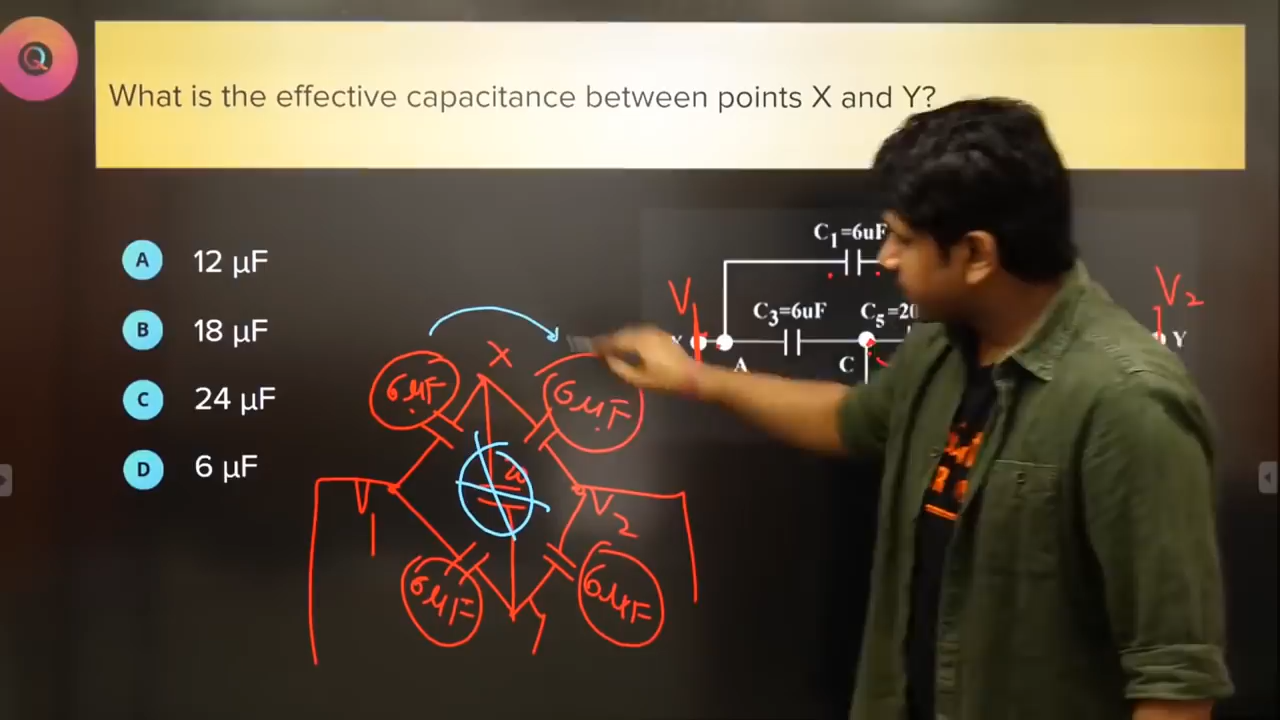 Q
What is the effective capacitance between points X and Y?
A 12 μF
B 18 μF
C 24 μF
D 6 μF
C1=6uF
V1
V2
C3=6uF
C5=20
X
Y
A
C
X
6μF
6μF
V1
V2
6μF
6μF
y